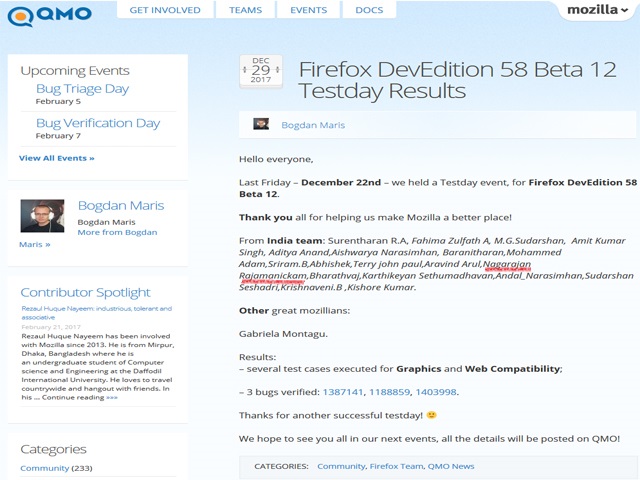 QMO
GET INVOLVED
TEAMS
EVENTS
DOCS
mozilla
Upcoming Events
Bug Triage Day
February 5
Bug Verification Day
February 7
View All Events »
Bogdan Maris
Bogdan Maris
More from Bogdan
Maris »
Contributor Spotlight
Rezaul Huque Nayeem: industrious, tolerant and
associative
February 21, 2017
Rezaul Huque Nayeem has been involved
with Mozilla since 2013. He is from Mirpur,
Dhaka, Bangladesh where he is
an undergraduate student of Computer
science and Engineering at the Daffodil
International University. He loves to travel
countrywide and hangout with friends. In
his ... Continue reading »»»
Categories
Community (233)
DEC
29
2017
Firefox DevEdition 58 Beta 12
Testday Results
Bogdan Maris
Hello everyone,
Last Friday – December 22nd – we held a Testday event, for Firefox DevEdition 58
Beta 12.
Thank you all for helping us make Mozilla a better place!
From India team: Surentharan R.A, Fahima Zulfath A, M.G.Sudarshan,  Amit Kumar
Singh, Aditya Anand,Aishwarya Narasimhan, Baranitharan,Mohammed
Adam,Sriram.B,Abhishek,Terry john paul,Aravind Arul,Nagarajan
Rajamanickam,Bharathvaj,Karthikeyan Sethumadhavan,Andal_Narasimhan,Sudarshan
Seshadri,Krishnaveni.B ,Kishore Kumar.
Other great mozillians:
Gabriela Montagu.
Results:
– several test cases executed for Graphics and Web Compatibility;
– 3 bugs verified: 1387141, 1188859, 1403998.
Thanks for another successful testday! 🙂
We hope to see you all in our next events, all the details will be posted on QMO!
CATEGORIES: Community, Firefox Team, QMO News